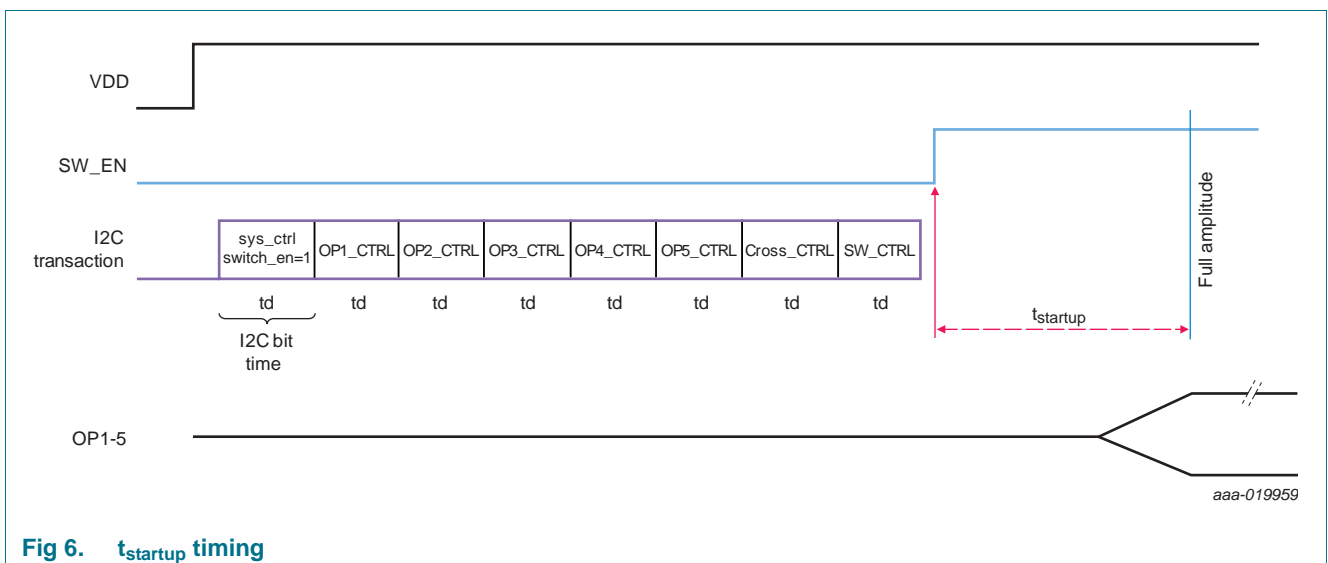 VDD
SW_EN
I2C
transaction
sys_ctrl
switch_en=1
OP1_CTRL
OP2_CTRL
OP3_CTRL
OP4_CTRL
OP5_CTRL
Cross_CTRL
SW_CTRL
Full amplitude
td
td
td
td
td
td
td
td
I2C bit
time
tstartup
OP1-5
aaa-019959
Fig 6. tstartup timing